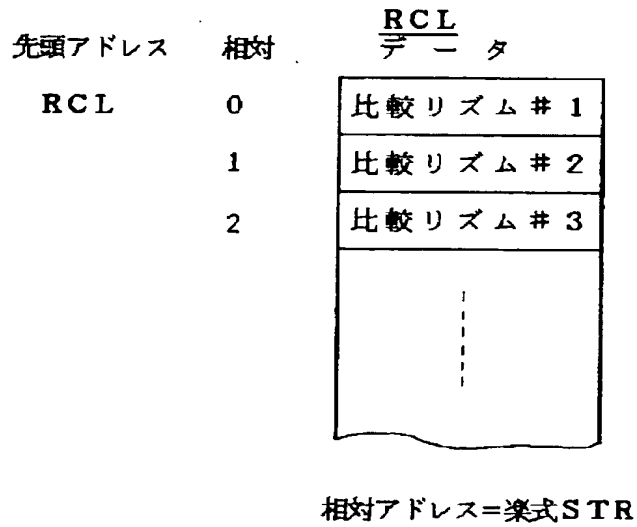 RCL
先頭アドレス 相対 データ
RCL 0 比較リズム#1
1 比較リズム#2
2 比較リズム#3
相対アドレス=楽式STR